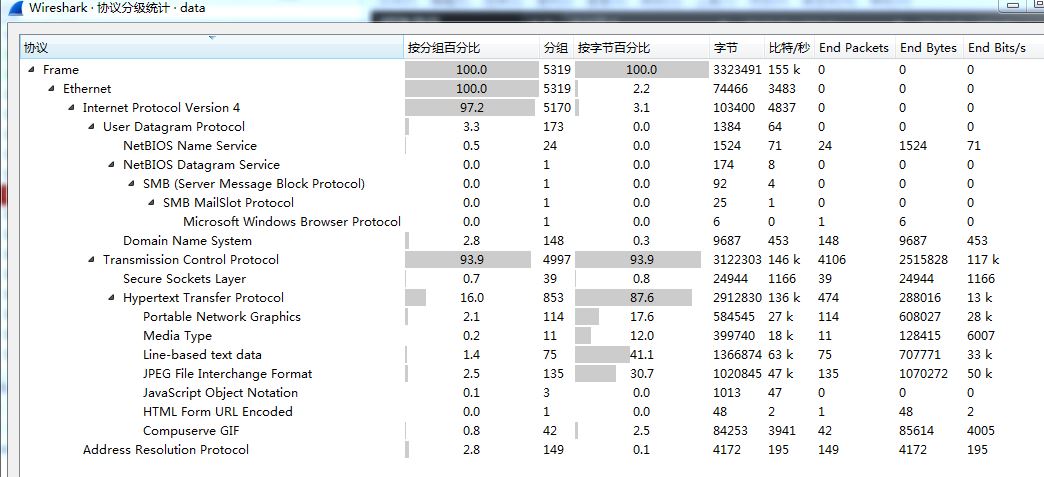 Wireshark · 协议分级统计 · data
协议 按分组百分比 分组 按字节百分比 字节 比特/秒 End Packets End Bytes End Bits/s
Frame 100.0 5319 100.0 3323491 155 k 0 0 0
Ethernet 100.0 5319 2.2 74466 3483 0 0 0
Internet Protocol Version 4 97.2 5170 3.1 103400 4837 0 0 0
User Datagram Protocol 3.3 173 0.0 1384 64 0 0 0
NetBIOS Name Service 0.5 24 0.0 1524 71 24 1524 71
NetBIOS Datagram Service 0.0 1 0.0 174 8 0 0 0
SMB (Server Message Block Protocol) 0.0 1 0.0 92 4 0 0 0
SMB MailSlot Protocol 0.0 1 0.0 25 1 0 0 0
Microsoft Windows Browser Protocol 0.0 1 0.0 6 0 1 6 0
Domain Name System 2.8 148 0.3 9687 453 148 9687 453
Transmission Control Protocol 93.9 4997 93.9 3122303 146 k 4106 2515828 117 k
Secure Sockets Layer 0.7 39 0.8 24944 1166 39 24944 1166
Hypertext Transfer Protocol 16.0 853 87.6 2912830 136 k 474 288016 13 k
Portable Network Graphics 2.1 114 17.6 584545 27 k 114 608027 28 k
Media Type 0.2 11 12.0 399740 18 k 11 128415 6007
Line-based text data 1.4 75 41.1 1366874 63 k 75 707771 33 k
JPEG File Interchange Format 2.5 135 30.7 1020845 47 k 135 1070272 50 k
JavaScript Object Notation 0.1 3 0.0 1013 47 0 0 0
HTML Form URL Encoded 0.0 1 0.0 48 2 1 48 2
Compuserve GIF 0.8 42 2.5 84253 3941 42 85614 4005
Address Resolution Protocol 2.8 149 0.1 4172 195 149 4172 195